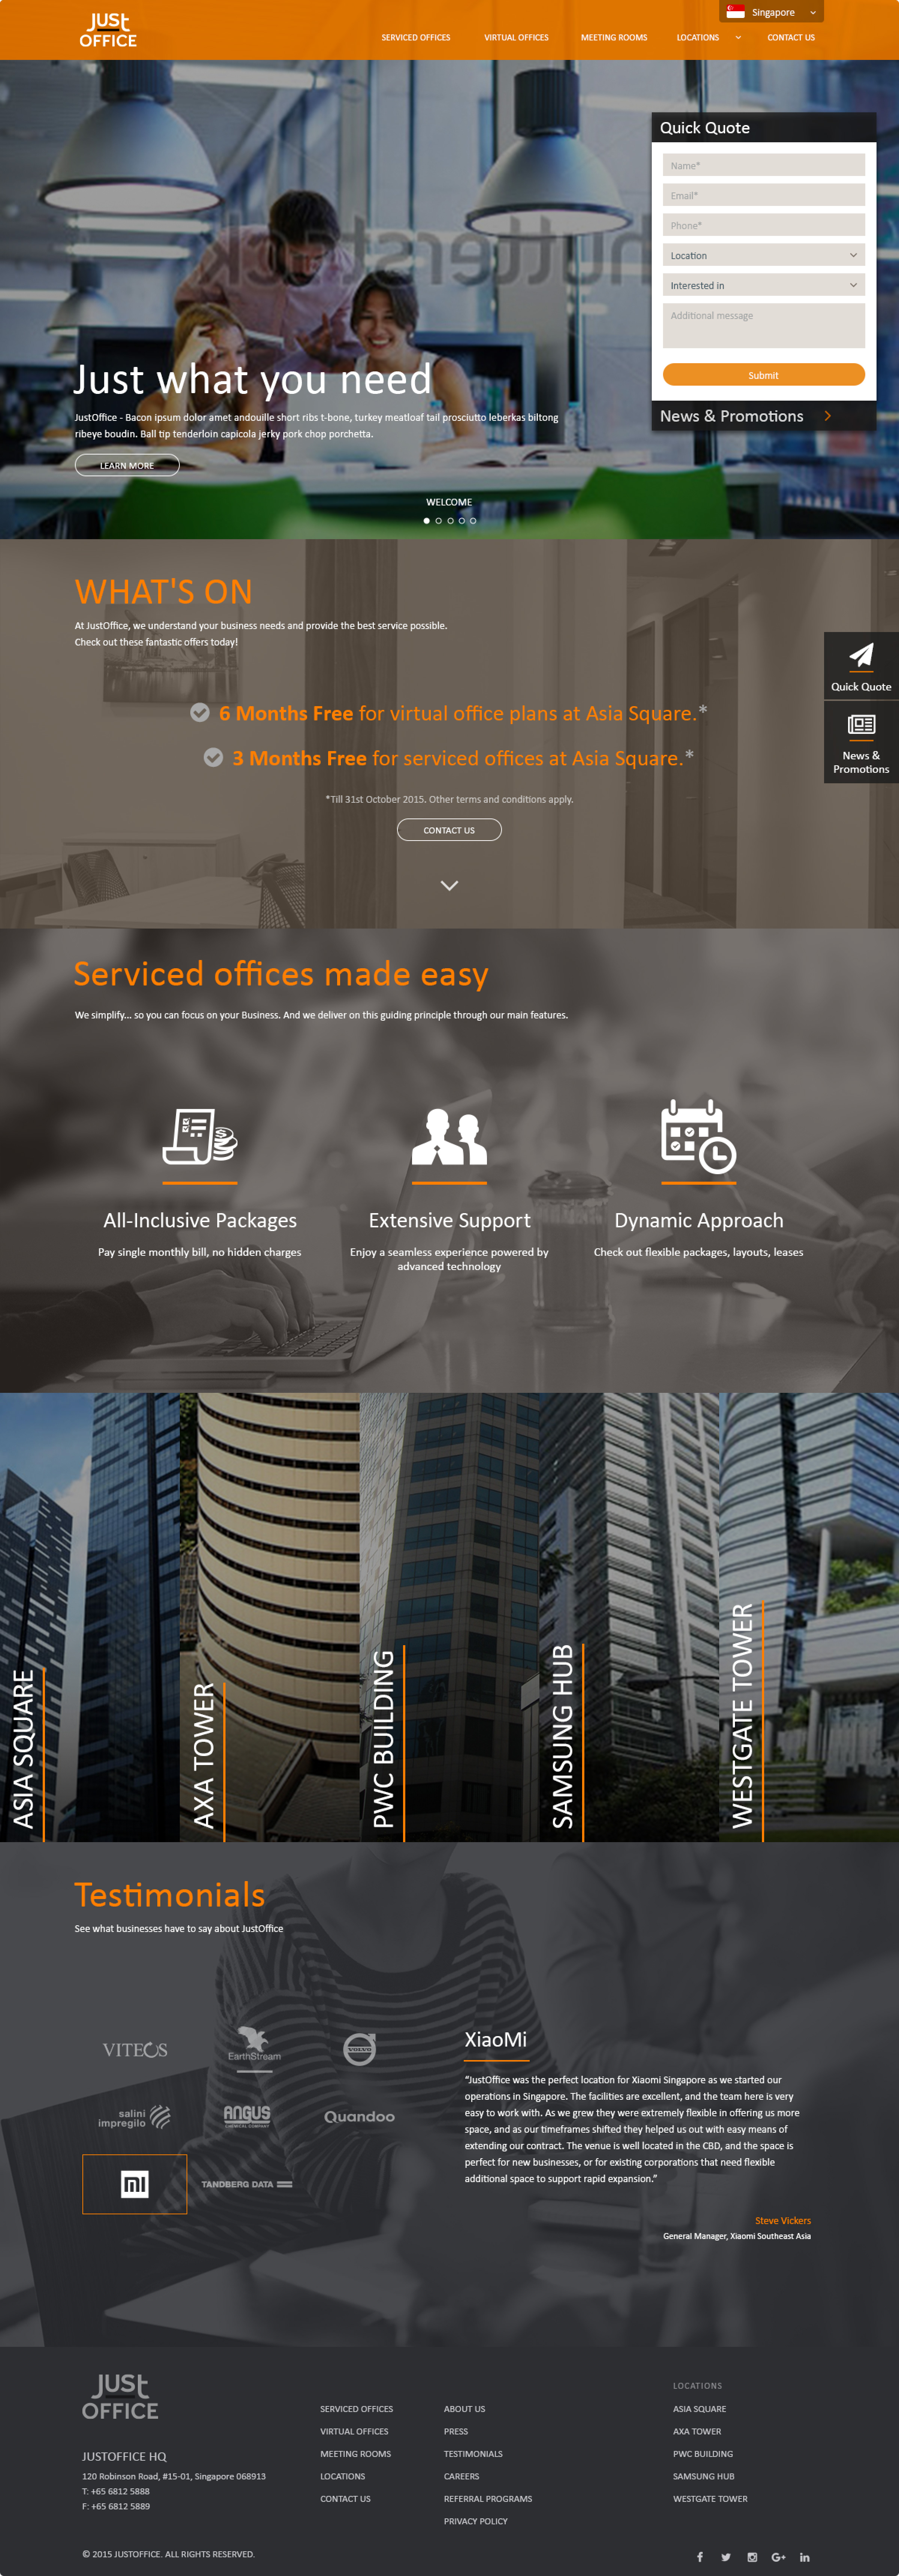 JUST
OFFICE
Singapore
SERVICED OFFICES
VIRTUAL OFFICES
MEETING ROOMS
LOCATIONS
CONTACT US
Quick Quote
Name*
Email*
Phone*
Location
Interested in
Additional message
Submit
News & Promotions
Just what you need
JustOffice - Bacon ipsum dolor amet andouille short ribs t-bone, turkey meatloaf tail prosciutto leberkas biltong
ribeye boudin. Ball tip tenderloin capicola jerky pork chop porchetta.
LEARN MORE
WELCOME
WHAT'S ON
At JustOffice, we understand your business needs and provide the best service possible.
Check out these fantastic offers today!
6 Months Free for virtual office plans at Asia Square.*
3 Months Free for serviced offices at Asia Square.*
*Till 31st October 2015. Other terms and conditions apply.
CONTACT US
Quick Quote
News &
Promotions
Serviced offices made easy
We simplify... so you can focus on your Business. And we deliver on this guiding principle through our main features.
All-Inclusive Packages
Pay single monthly bill, no hidden charges
Extensive Support
Enjoy a seamless experience powered by
advanced technology
Dynamic Approach
Check out flexible packages, layouts, leases
ASIA SQUARE
AXA TOWER
PWC BUILDING
SAMSUNG HUB
WESTGATE TOWER
Testimonials
See what businesses have to say about JustOffice
VITEOS
EarthStream
VOLVO
salini
impregilo
ANGUS
Quandoo
mi
TANDBERG DATA
XiaoMi
“JustOffice was the perfect location for Xiaomi Singapore as we started our
operations in Singapore. The facilities are excellent, and the team here is very
easy to work with. As we grew they were extremely flexible in offering us more
space, and as our timeframes shifted they helped us out with easy means of
extending our contract. The venue is well located in the CBD, and the space is
perfect for new businesses, or for existing corporations that need flexible
additional space to support rapid expansion.”
Steve Vickers
General Manager, Xiaomi Southeast Asia
JUST
OFFICE
JUSTOFFICE HQ
120 Robinson Road, #15-01, Singapore 068913
T: +65 6812 5888
F: +65 6812 5889
SERVICED OFFICES
VIRTUAL OFFICES
MEETING ROOMS
LOCATIONS
CONTACT US
ABOUT US
PRESS
TESTIMONIALS
CAREERS
REFERRAL PROGRAMS
PRIVACY POLICY
LOCATIONS
ASIA SQUARE
AXA TOWER
PWC BUILDING
SAMSUNG HUB
WESTGATE TOWER
© 2015 JUSTOFFICE. ALL RIGHTS RESERVED.